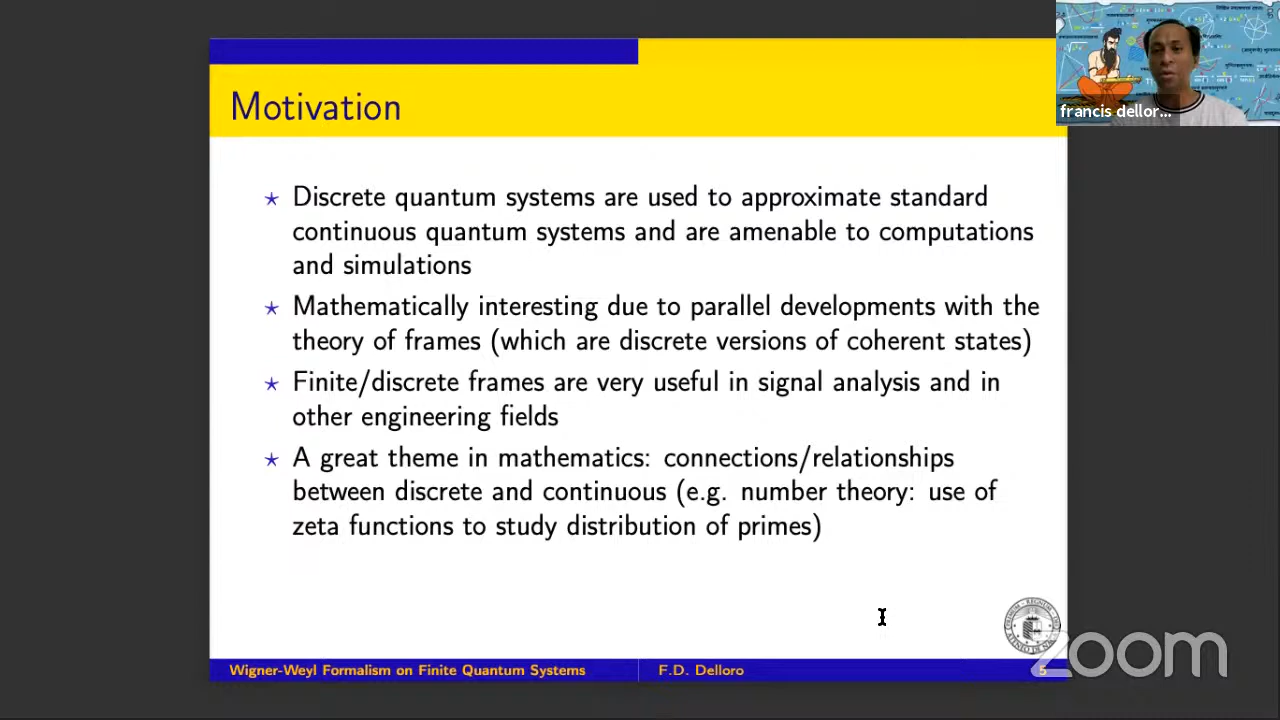 Motivation
francis dellor...
★ Discrete quantum systems are used to approximate standard
continuous quantum systems and are amenable to computations
and simulations
★ Mathematically interesting due to parallel developments with the
theory of frames (which are discrete versions of coherent states)
★ Finite/discrete frames are very useful in signal analysis and in
other engineering fields
★ A great theme in mathematics: connections/relationships
between discrete and continuous (e.g. number theory: use of
zeta functions to study distribution of primes)
Wigner-Weyl Formalism on Finite Quantum Systems
F.D. Delloro
5
zoom